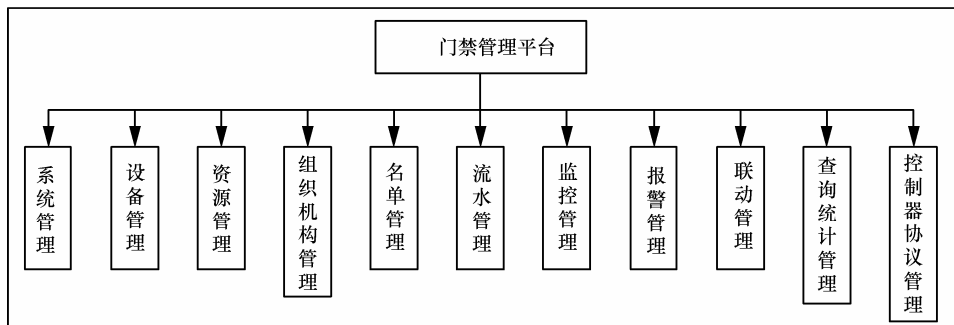 门禁管理平台
系统管理
设备管理
资源管理
组织机构管理
名单管理
流水管理
监控管理
报警管理
联动管理
查询统计管理
控制器协议管理